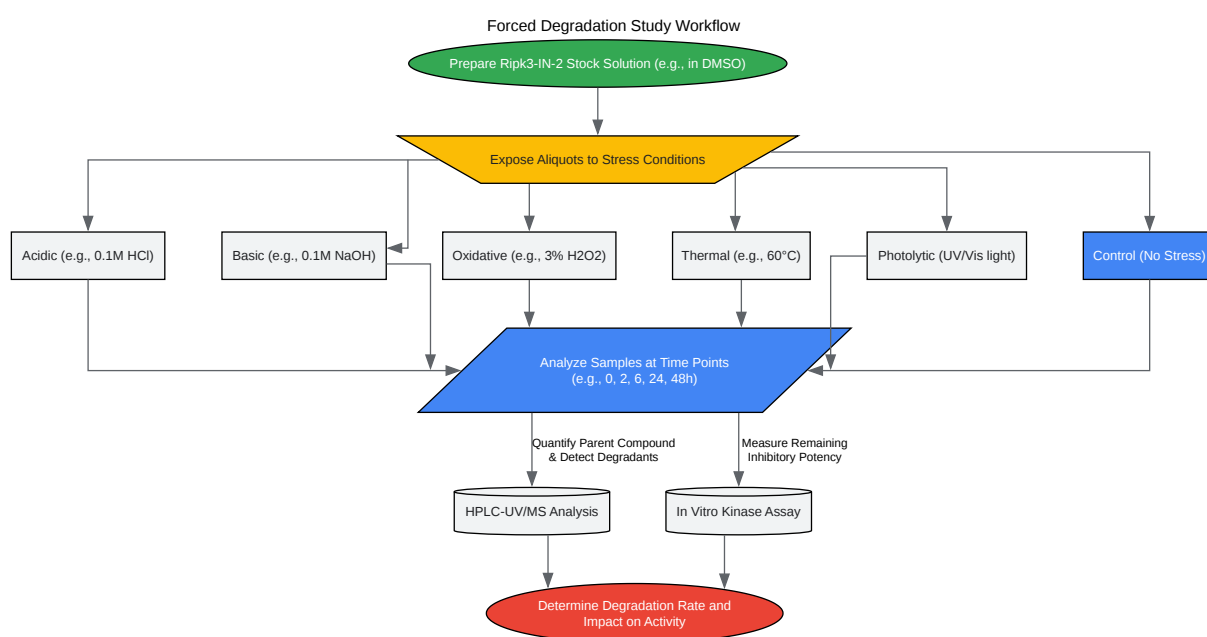 Forced Degradation Study Workflow
Prepare Ripk3-IN-2 Stock Solution (e.g., in DMSO)
Expose Aliquots to Stress Conditions
Acidic (e.g., 0.1M HCl)
Basic (e.g., 0.1M NaOH)
Oxidative (e.g., 3% H2O2)
Thermal (e.g., 60°C)
Photolytic (UV/Vis light)
Control (No Stress)
Analyze Samples at Time Points
(e.g., 0, 2, 6, 24, 48h)
Quantify Parent Compound
& Detect Degradants
Measure Remaining
Inhibitory Potency
HPLC-UV/MS Analysis
In Vitro Kinase Assay
Determine Degradation Rate and
Impact on Activity